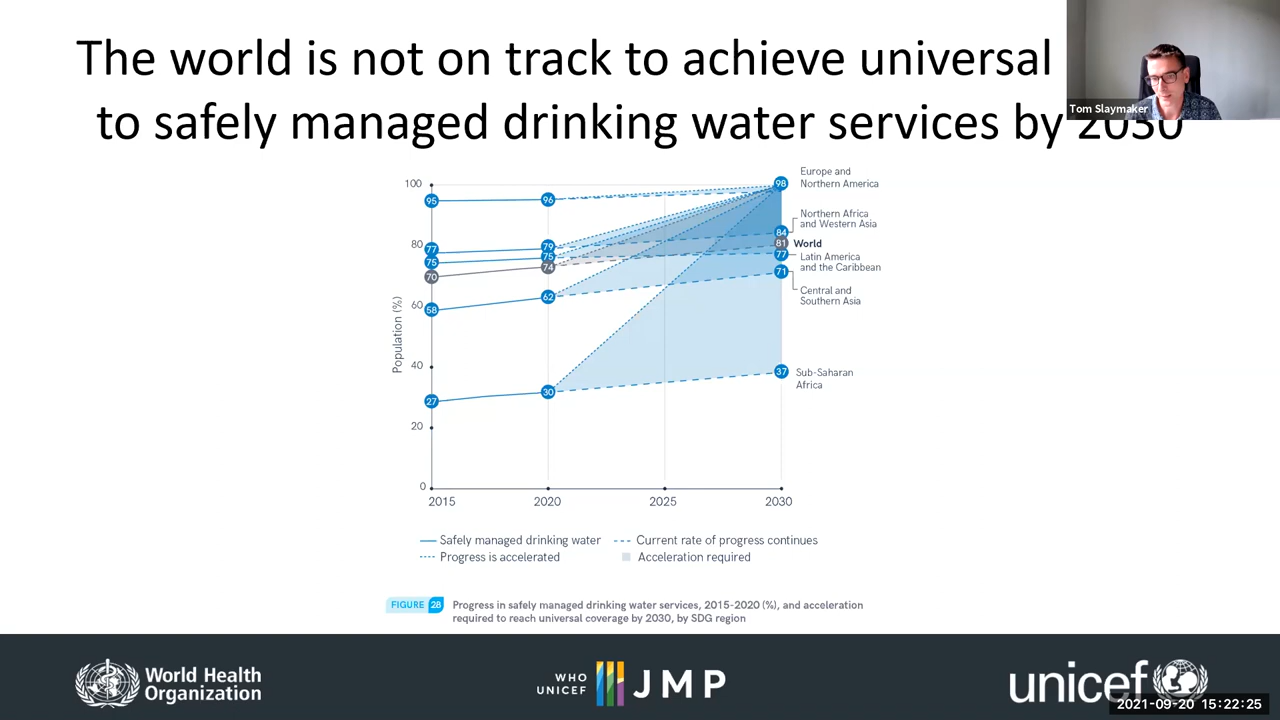 The world is not on track to achieve universal
to safely managed drinking water services by 2030
Tom Slaymaker
Population (%)
100
80
60
40
20
0
95
77
75
70
58
27
96
79
75
74
62
30
98
84
81
77
71
37
Europe and
Northern America
Northern Africa
and Western Asia
World
Latin America
and the Caribbean
Central and
Southern Asia
Sub-Saharan
Africa
2015
2020
2025
2030
Safely managed drinking water
Current rate of progress continues
Progress is accelerated
Acceleration required
FIGURE 28
Progress in safely managed drinking water services, 2015-2020 (%), and acceleration
required to reach universal coverage by 2030, by SDG region
World Health
Organization
WHO
UNICEF
JMP
unicef
2021-09-20 15:22:25